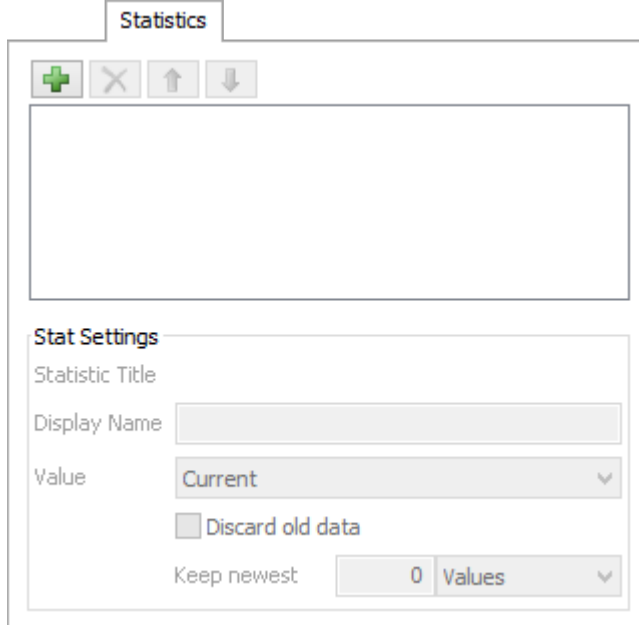 Statistics
Stat Settings
Statistic Title
Display Name
Value Current
Discard old data
Keep newest 0 Values